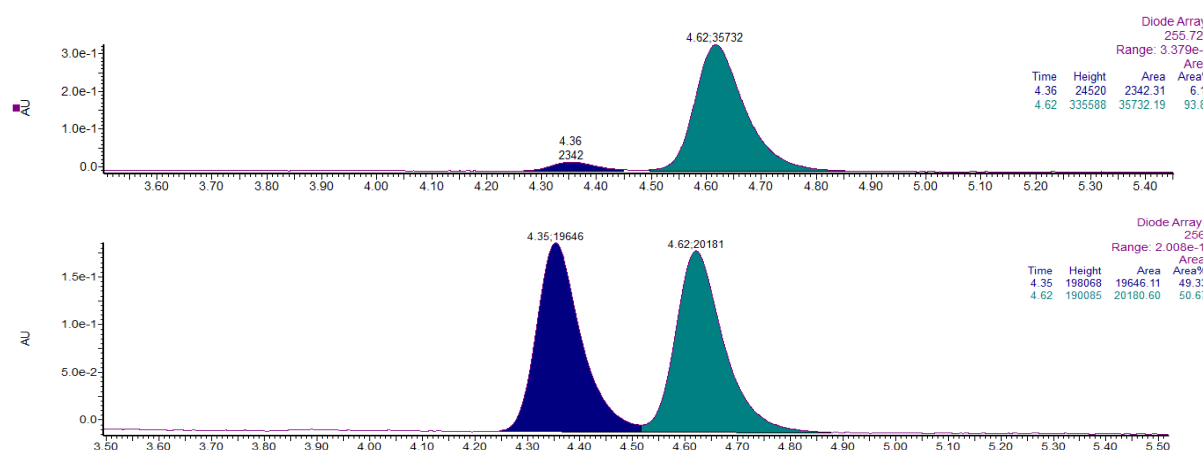 Diode Array
255.72
Range: 3.379e-
Area
Time Height Area Area%
4.36 24520 2342.31 6.1
4.62 335588 35732.19 93.8
4.62;35732
4.36
2342
AU
3.0e-1
2.0e-1
1.0e-1
0.0
3.60 3.70 3.80 3.90 4.00 4.10 4.20 4.30 4.40 4.50 4.60 4.70 4.80 4.90 5.00 5.10 5.20 5.30 5.40
Diode Array
256
Range: 2.008e-1
Area
Time Height Area Area%
4.35 198068 19646.11 49.33
4.62 190085 20180.60 50.67
4.35;19646
4.62;20181
AU
1.5e-1
1.0e-1
5.0e-2
0.0
3.50 3.60 3.70 3.80 3.90 4.00 4.10 4.20 4.30 4.40 4.50 4.60 4.70 4.80 4.90 5.00 5.10 5.20 5.30 5.40 5.50